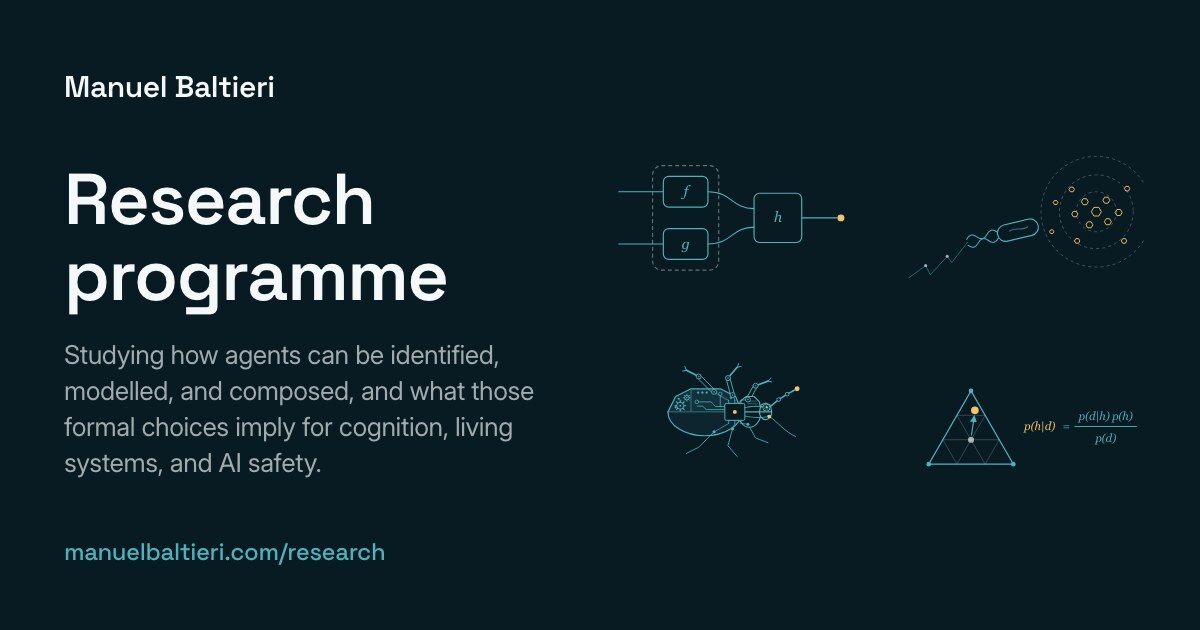 Manuel Baltieri
Research
programme
Studying how agents can be identified,
modelled, and composed, and what those
formal choices imply for cognition, living
systems, and AI safety.
manuelbaltieri.com/research
f
g
h
p(h|d) = p(d|h) p(h)
p(d)